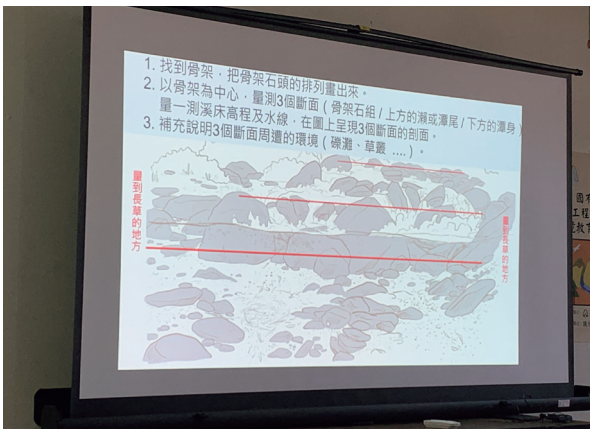 1. 找到骨架，把骨架石頭的排列畫出來。
2. 以骨架為中心，量測3個斷面（骨架石組 / 上方的瀨或潭尾 / 下方的潭身）
量一測溪床高程及水線，在圖上呈現3個斷面的剖面。
3. 補充說明3個斷面周遭的環境（礫灘、草叢 ....）。
量到長草的地方
量到長草的地方
國有
工程